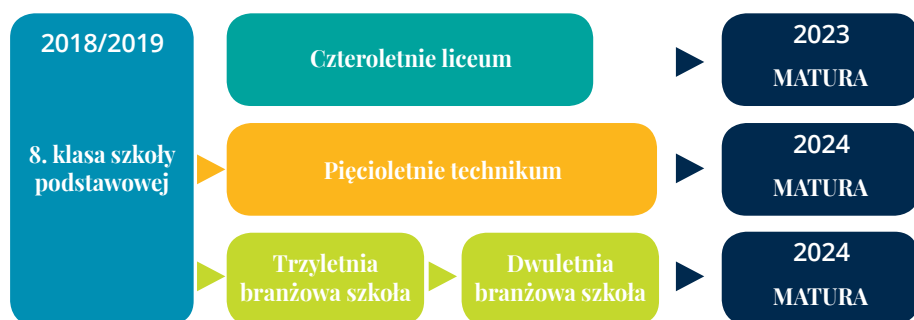 2018/2019
8. klasa szkoły
podstawowej
Czteroletnie liceum
2023
MATURA
Pięcioletnie technikum
2024
MATURA
Trzyletnia
branżowa szkoła
Dwuletnia
branżowa szkoła
2024
MATURA